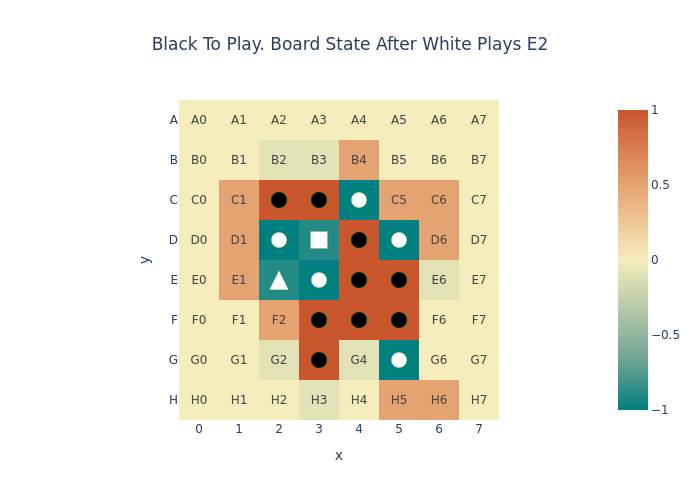 Black To Play. Board State After White Plays E2
A A0 A1 A2 A3 A4 A5 A6 A7
B B0 B1 B2 B3 B4 B5 B6 B7
C C0 C1 C5 C6 C7
D D0 D1 D6 D7
E E0 E1 E6 E7
F F0 F1 F2 F6 F7
G G0 G1 G2 G4 G6 G7
H H0 H1 H2 H3 H4 H5 H6 H7
0 1 2 3 4 5 6 7
x
y
1
0.5
0
−0.5
−1